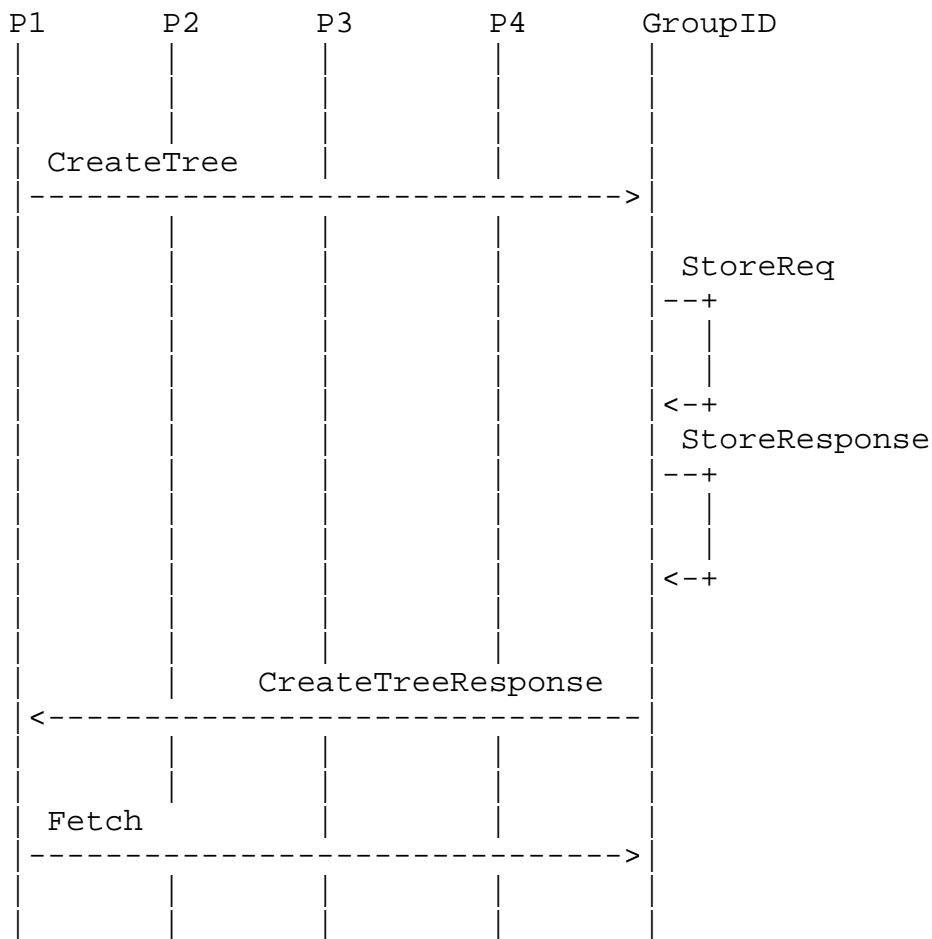 P1 P2 P3 P4 GroupID
CreateTree
StoreReq
StoreResponse
CreateTreeResponse
Fetch